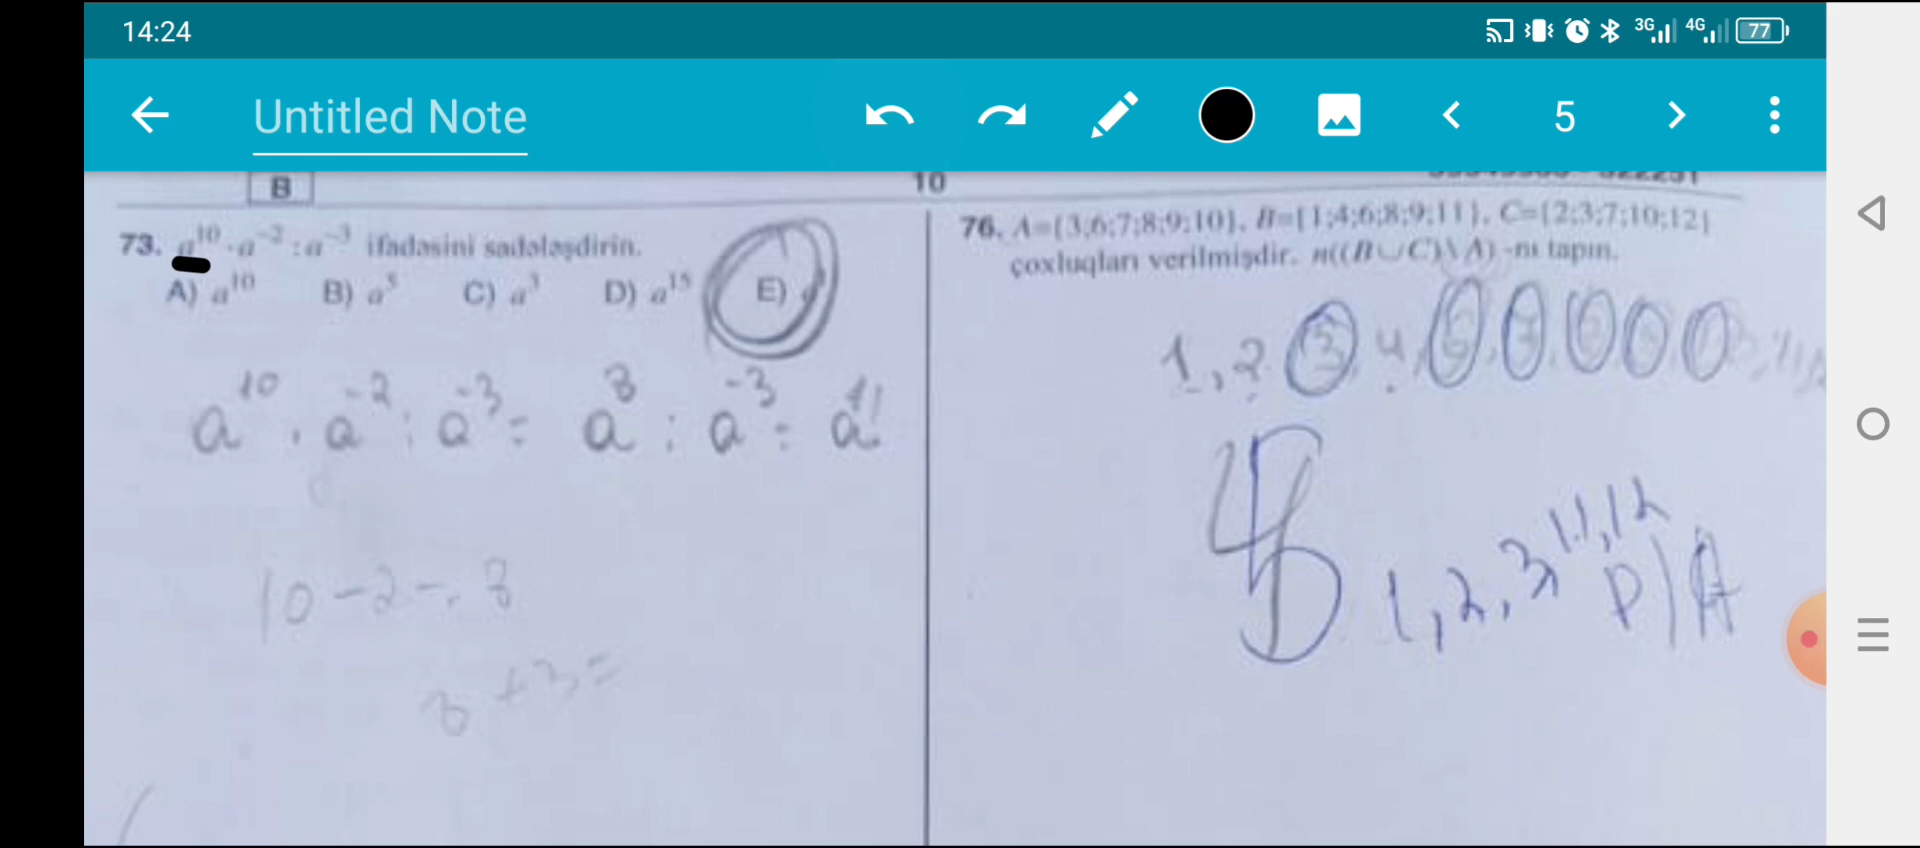 14:24
3G 4G 77
Untitled Note
5
B
10
73. a¹⁰·a⁻²:a⁻³ ifadəsini sadələşdirin.
A) a¹⁰ B) a⁵ C) a³ D) a¹⁵ E)
a¹⁰ · a⁻² : a⁻³ = a⁸ : a⁻³ = a¹¹
10-2-
8+3=
76. A={3;6;7;8;9;10}, B={1;4;6;8;9;11}, C={2;3;7;10;12}
çoxluqları verilmişdir. n((B∪C)\A) -nı tapın.
1,2 3, 4,
1,2,3, 11,12